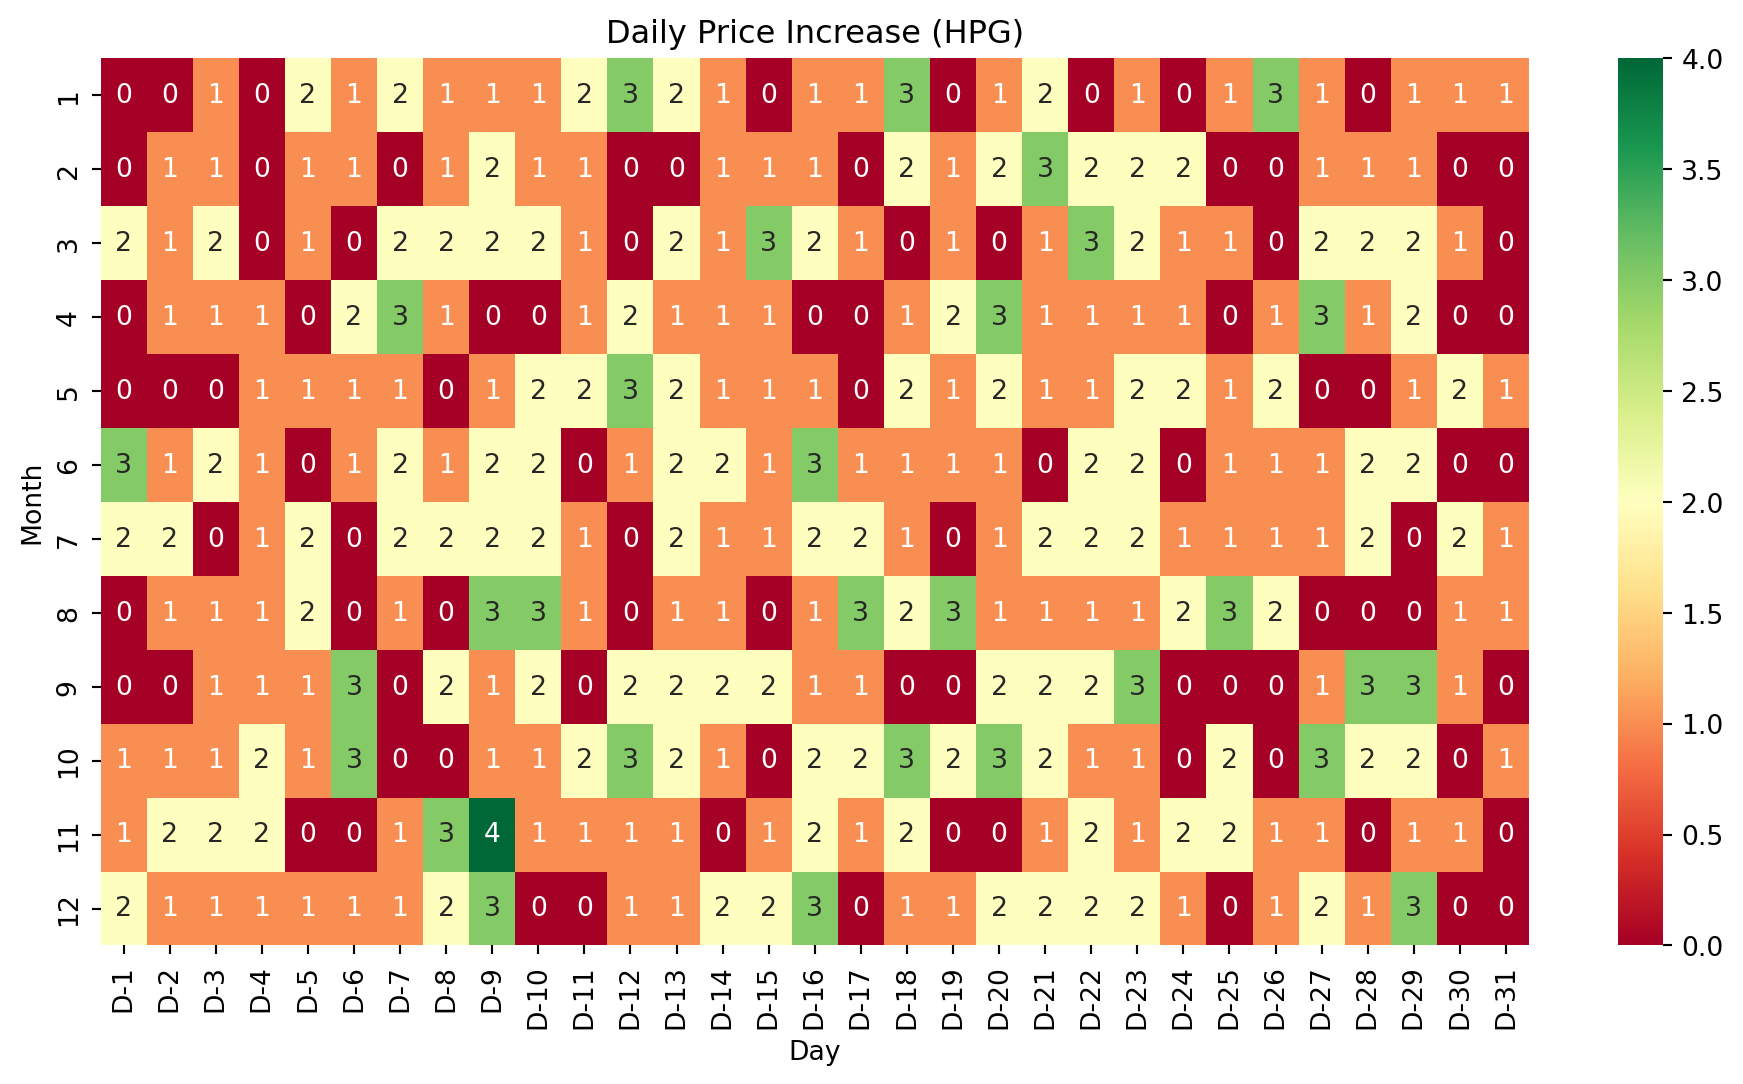 Daily Price Increase (HPG)
1 0 0 1 0 2 1 2 1 1 1 2 3 2 1 0 1 1 3 0 1 2 0 1 0 1 3 1 0 1 1 1
2 0 1 1 0 1 1 0 1 2 1 1 0 0 1 1 1 0 2 1 2 3 2 2 2 0 0 1 1 1 0 0
3 2 1 2 0 1 0 2 2 2 2 1 0 2 1 3 2 1 0 1 0 1 3 2 1 1 0 2 2 2 1 0
4 0 1 1 1 0 2 3 1 0 0 1 2 1 1 1 0 0 1 2 3 1 1 1 1 0 1 3 1 2 0 0
5 0 0 0 1 1 1 1 0 1 2 2 3 2 1 1 1 0 2 1 2 1 1 2 2 1 2 0 0 1 2 1
6 3 1 2 1 0 1 2 1 2 2 0 1 2 2 1 3 1 1 1 1 0 2 2 0 1 1 1 2 2 0 0
7 2 2 0 1 2 0 2 2 2 2 1 0 2 1 1 2 2 1 0 1 2 2 2 1 1 1 1 2 0 2 1
8 0 1 1 1 2 0 1 0 3 3 1 0 1 1 0 1 3 2 3 1 1 1 1 2 3 2 0 0 0 1 1
9 0 0 1 1 1 3 0 2 1 2 0 2 2 2 2 1 1 0 0 2 2 2 3 0 0 0 1 3 3 1 0
10 1 1 1 2 1 3 0 0 1 1 2 3 2 1 0 2 2 3 2 3 2 1 1 0 2 0 3 2 2 0 1
11 1 2 2 2 0 0 1 3 4 1 1 1 1 0 1 2 1 2 0 0 1 2 1 2 2 1 1 0 1 1 0
12 2 1 1 1 1 1 1 2 3 0 0 1 1 2 2 3 0 1 1 2 2 2 2 1 0 1 2 1 3 0 0
Month
D-1 D-2 D-3 D-4 D-5 D-6 D-7 D-8 D-9 D-10 D-11 D-12 D-13 D-14 D-15 D-16 D-17 D-18 D-19 D-20 D-21 D-22 D-23 D-24 D-25 D-26 D-27 D-28 D-29 D-30 D-31
Day
4.0
3.5
3.0
2.5
2.0
1.5
1.0
0.5
0.0